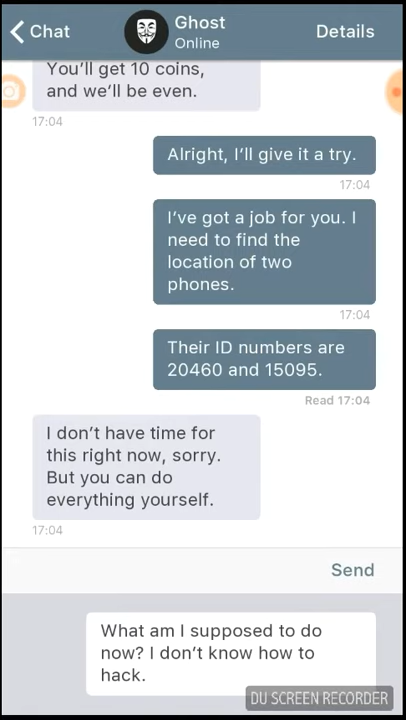 Chat
Ghost
Online
Details
You'll get 10 coins,
and we'll be even.
17:04
Alright, I'll give it a try.
17:04
I've got a job for you. I
need to find the
location of two
phones.
17:04
Their ID numbers are
20460 and 15095.
Read 17:04
I don't have time for
this right now, sorry.
But you can do
everything yourself.
17:04
Send
What am I supposed to do
now? I don't know how to
hack.
DU SCREEN RECORDER